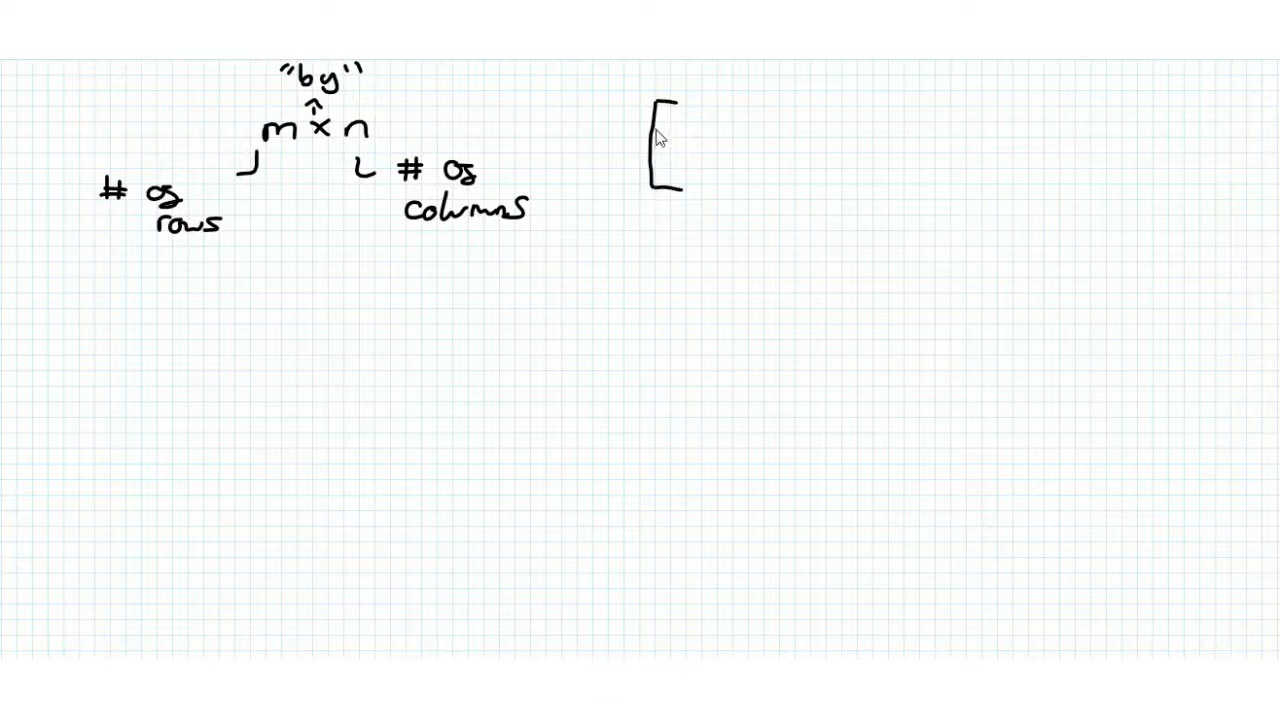 "by"
m × n
# of rows
# of columns
[